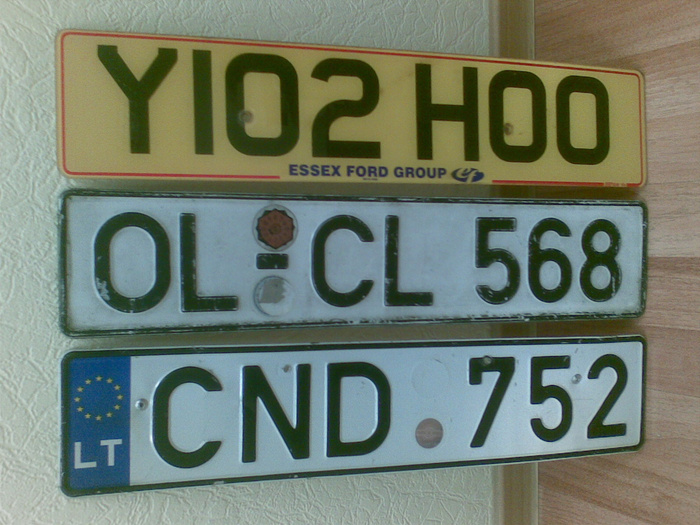 Y102 HOO
ESSEX FORD GROUP
OL-CL 568
LT CND 752